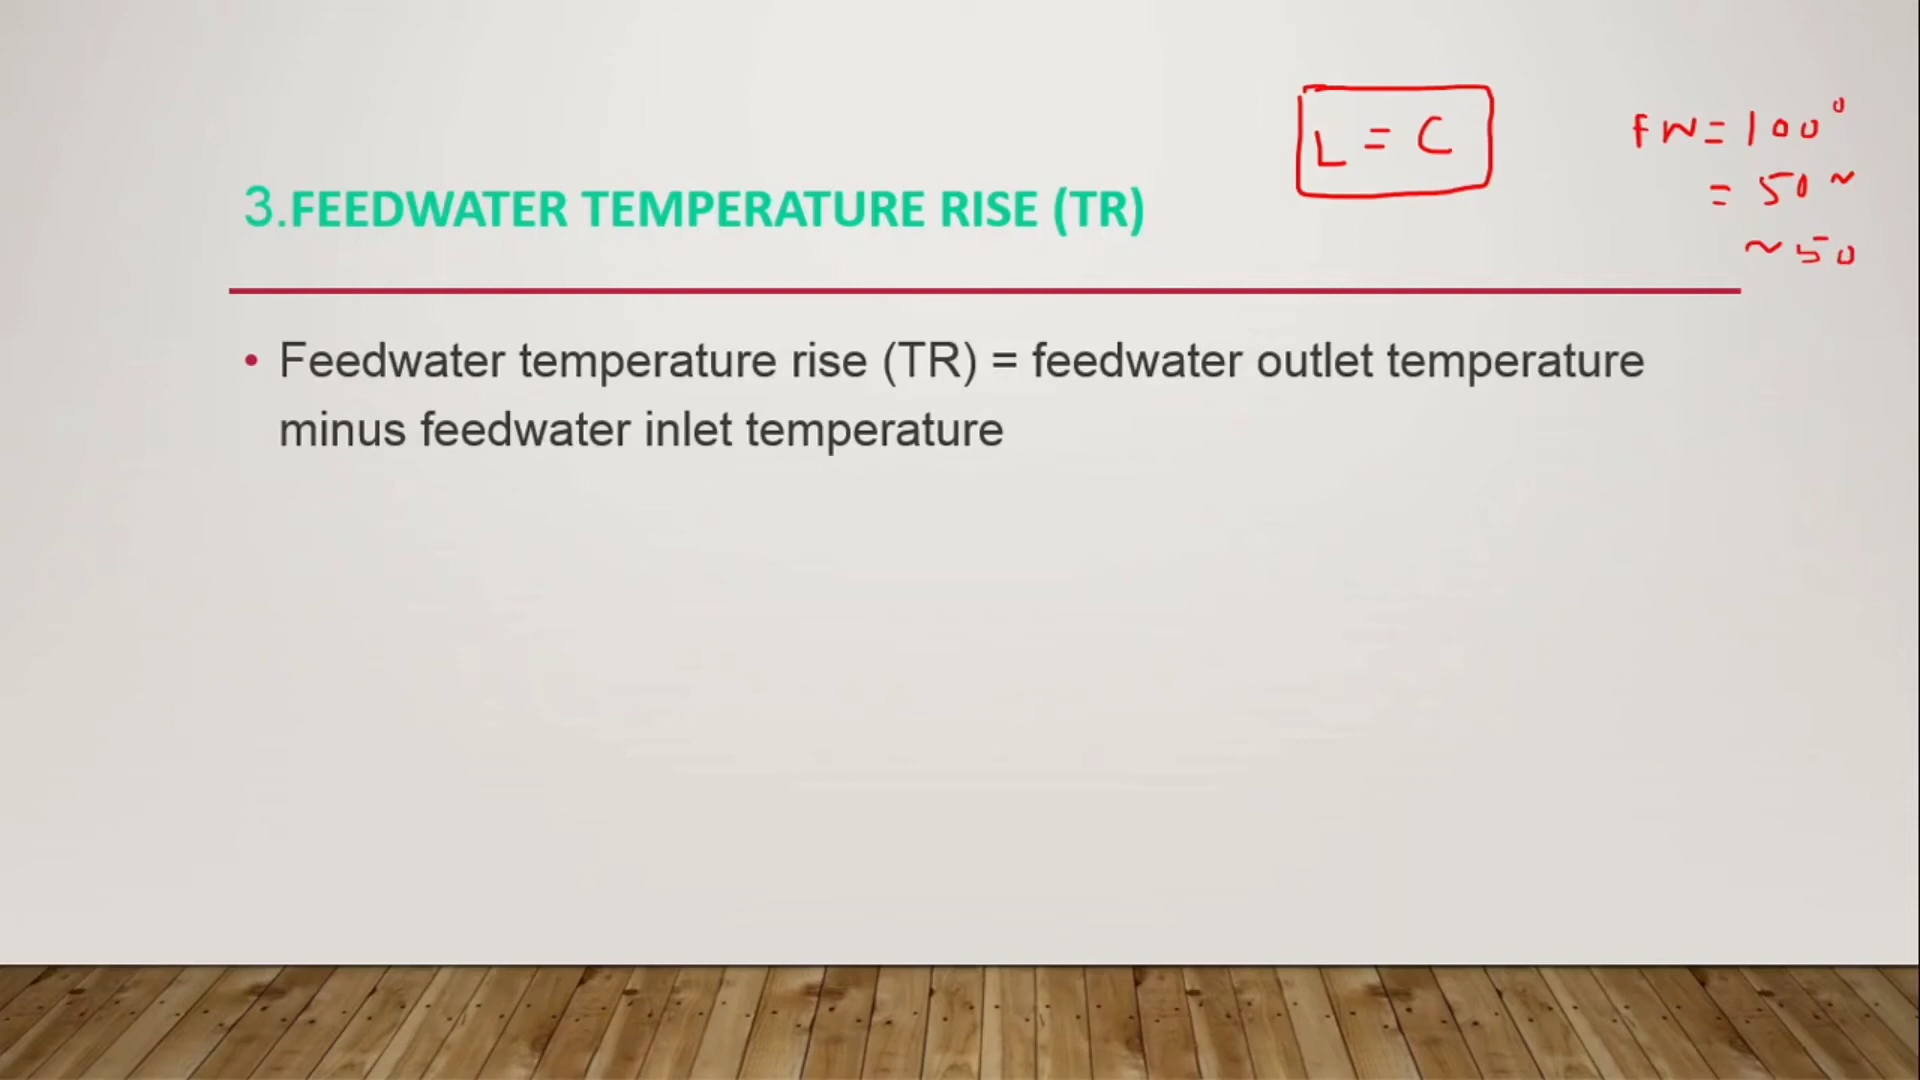 L = C
FW = 100°
= 50 ~
~ 50
3.FEEDWATER TEMPERATURE RISE (TR)
• Feedwater temperature rise (TR) = feedwater outlet temperature
minus feedwater inlet temperature